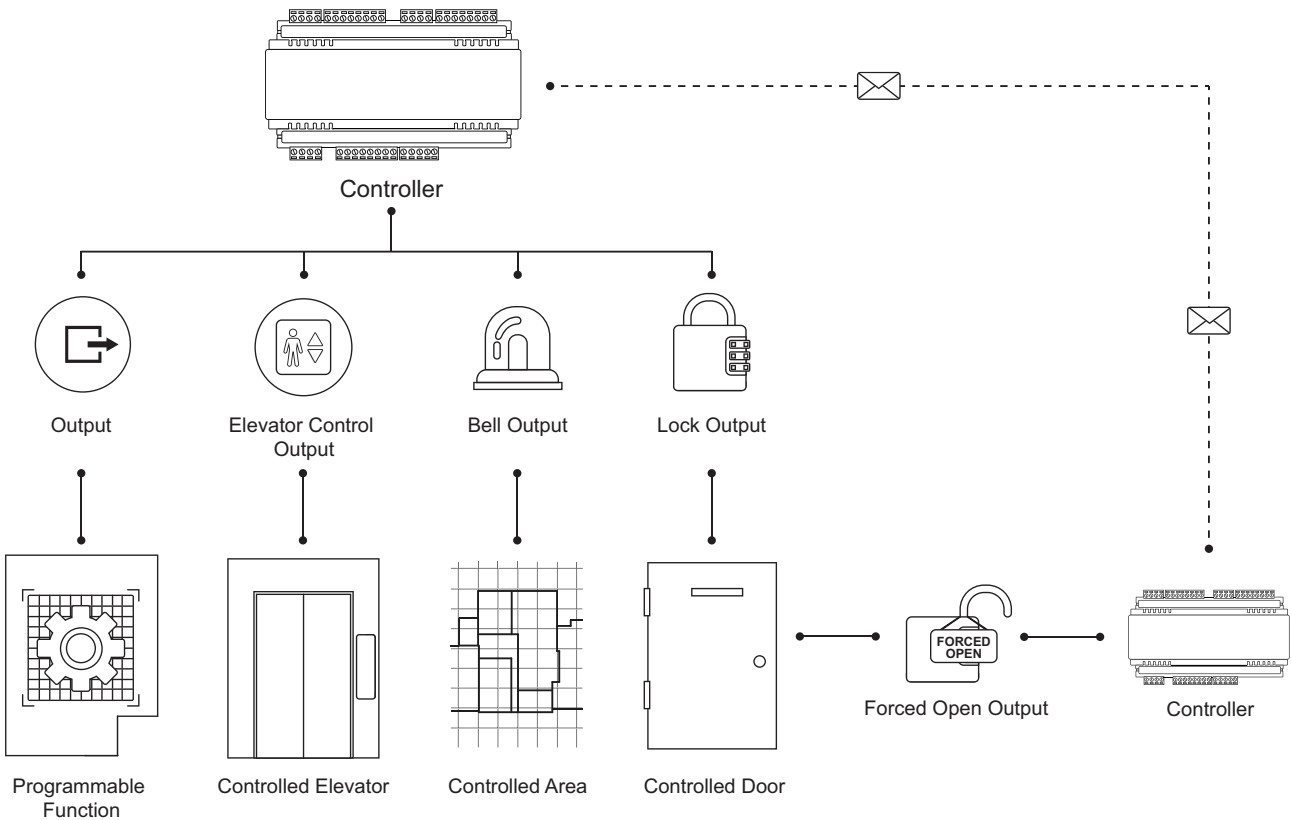 Controller
Output
Elevator Control
Output
Bell Output
Lock Output
FORCED
OPEN
Forced Open Output
Controller
Programmable
Function
Controlled Elevator
Controlled Area
Controlled Door